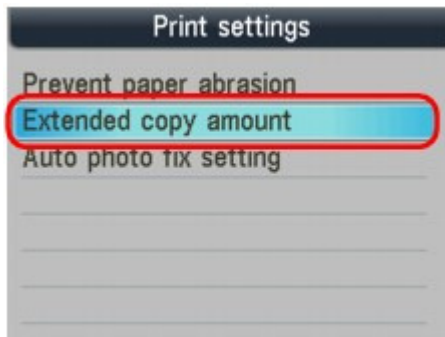 Print settings
Prevent paper abrasion
Extended copy amount
Auto photo fix setting